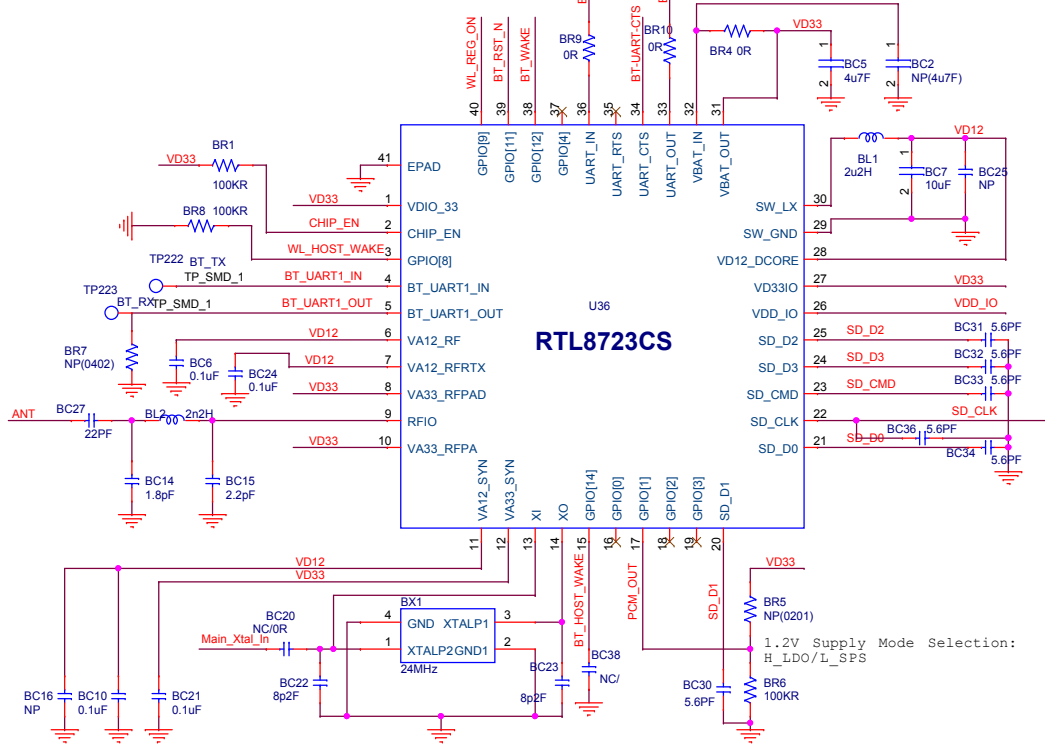 WL_REG_ON
BT_RST_N
BT_WAKE
BR9
0R
BT-UART-CTS
BR10
0R
BR4 0R
VD33
1
BC5
4u7F
2
1
BC2
NP(4u7F)
2
40
39
38
37
36
35
34
33
32
31
GPIO[9]
GPIO[11]
GPIO[12]
GPIO[4]
UART_IN
UART_RTS
UART_CTS
UART_OUT
VBAT_IN
VBAT_OUT
VD33
BR1
100KR
41
EPAD
VD33
1
VDIO_33
BR8 100KR
CHIP_EN
2
CHIP_EN
WL_HOST_WAKE
3
GPIO[8]
TP222
BT_TX
TP_SMD_1
BT_UART1_IN
4
BT_UART1_IN
TP223
BT_RX
TP_SMD_1
BT_UART1_OUT
5
BT_UART1_OUT
BR7
NP(0402)
VD12
6
VA12_RF
BC6
0.1uF
VD12
7
VA12_RFRTX
BC24
0.1uF
VD33
8
VA33_RFPAD
ANT
BC27
22PF
BL2
2n2H
9
RFIO
VD33
10
VA33_RFPA
BC14
1.8pF
BC15
2.2pF
U36
RTL8723CS
BL1
2u2H
VD12
1
BC7
10uF
2
BC25
NP
SW_LX
30
SW_GND
29
VD12_DCORE
28
VD33IO
27
VD33
VDD_IO
26
VDD_IO
SD_D2
25
SD_D2
BC31
5.6PF
SD_D3
24
SD_D3
BC32
5.6PF
SD_CMD
23
SD_CMD
BC33
5.6PF
SD_CLK
22
SD_CLK
BC36
5.6PF
SD_D0
21
SD_D0
BC34
5.6PF
VA12_SYN
VA33_SYN
XI
XO
GPIO[14]
GPIO[0]
GPIO[1]
GPIO[2]
GPIO[3]
SD_D1
11
12
13
14
15
16
17
18
19
20
VD12
VD33
BC16
NP
BC10
0.1uF
BC21
0.1uF
BC20
NC/0R
Main_Xtal_In
BC22
8p2F
BX1
4
GND
XTALP1
3
1
XTALP2
GND1
2
24MHz
BC23
8p2F
BT_HOST_WAKE
BC38
NC/
PCM_OUT
SD_D1
BC30
5.6PF
VD33
BR5
NP(0201)
1.2V Supply Mode Selection:
H_LDO/L_SPS
BR6
100KR